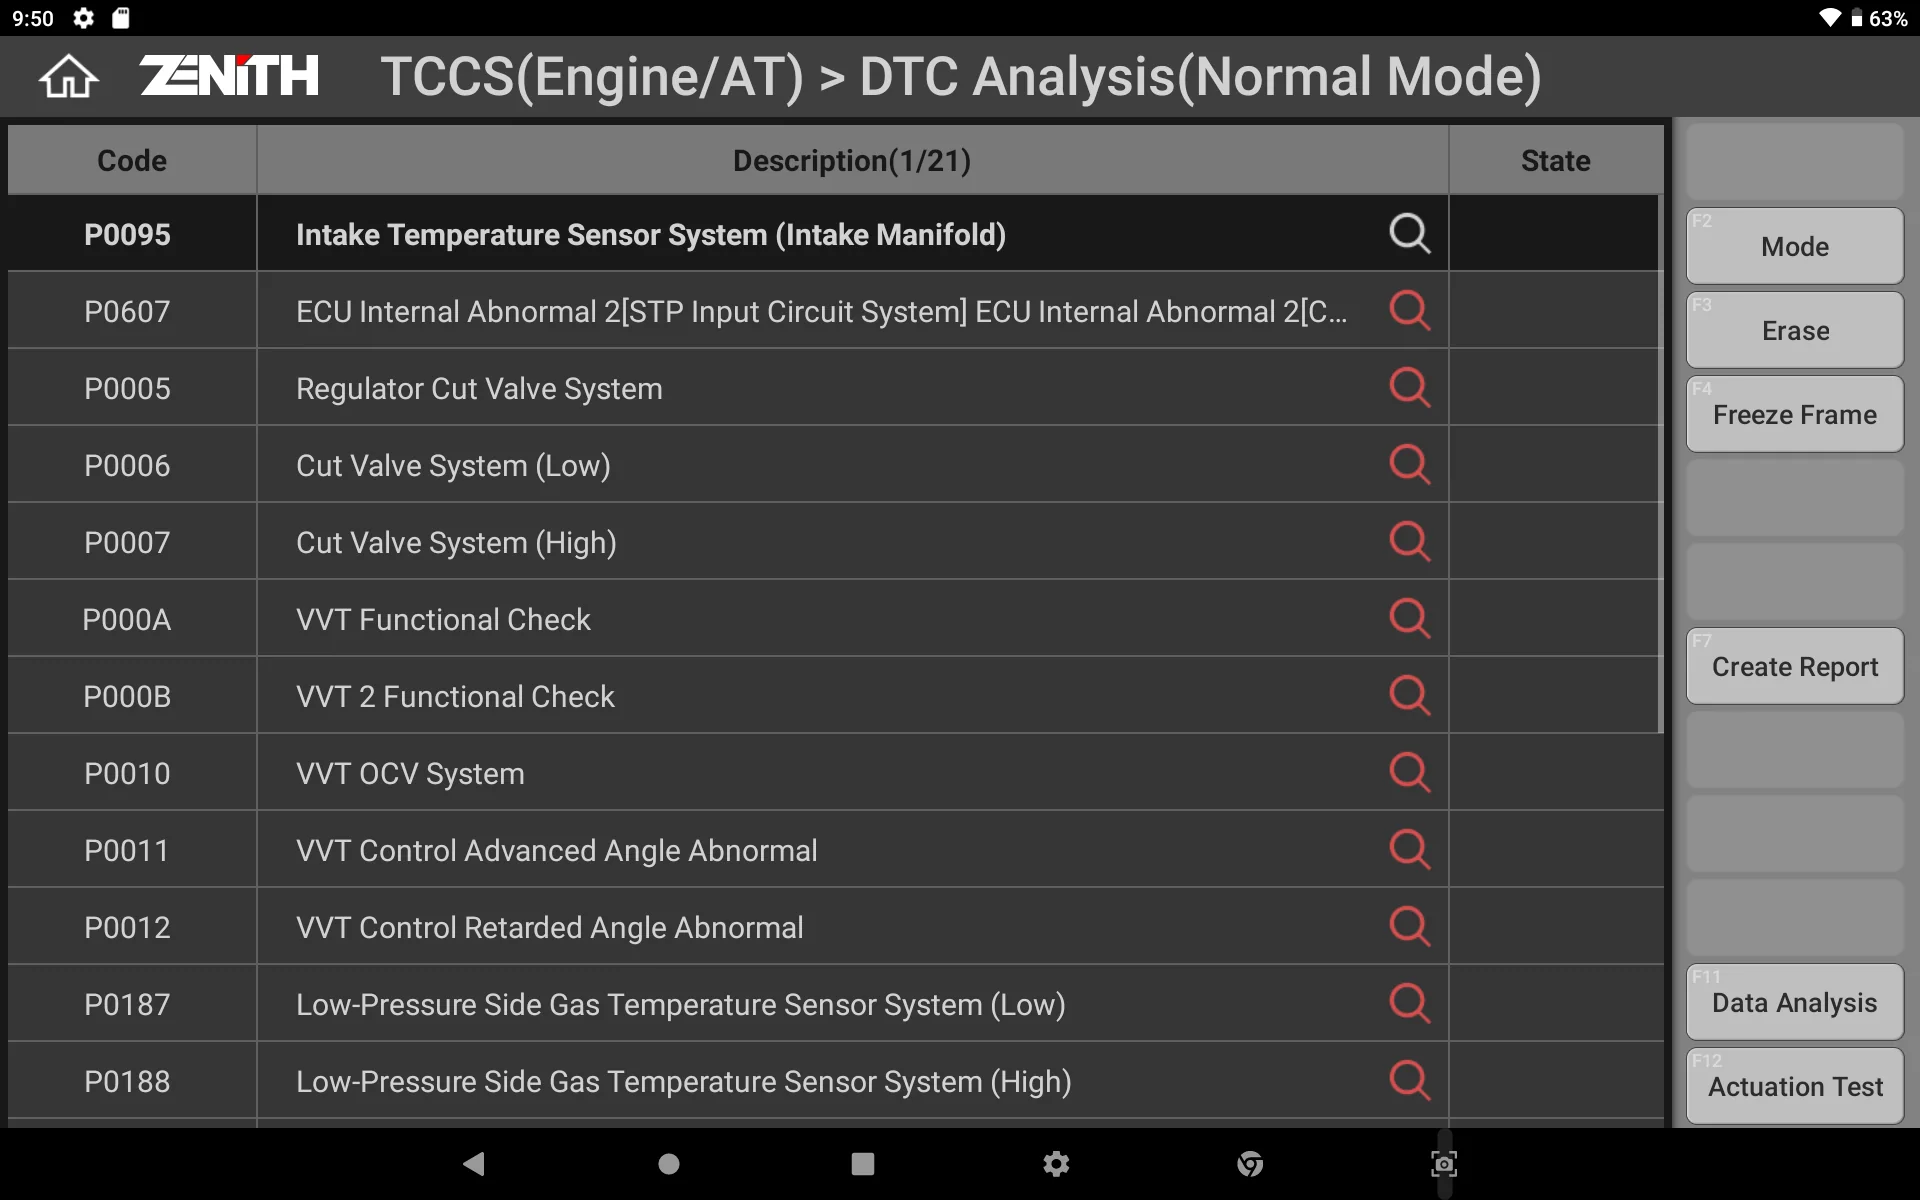 9:50
63%
ZENITH
TCCS(Engine/AT) > DTC Analysis(Normal Mode)
Code Description(1/21) State
P0095 Intake Temperature Sensor System (Intake Manifold)
P0607 ECU Internal Abnormal 2[STP Input Circuit System] ECU Internal Abnormal 2[C...
P0005 Regulator Cut Valve System
P0006 Cut Valve System (Low)
P0007 Cut Valve System (High)
P000A VVT Functional Check
P000B VVT 2 Functional Check
P0010 VVT OCV System
P0011 VVT Control Advanced Angle Abnormal
P0012 VVT Control Retarded Angle Abnormal
P0187 Low-Pressure Side Gas Temperature Sensor System (Low)
P0188 Low-Pressure Side Gas Temperature Sensor System (High)
F2
Mode
F3
Erase
F4
Freeze Frame
F7
Create Report
F11
Data Analysis
F12
Actuation Test